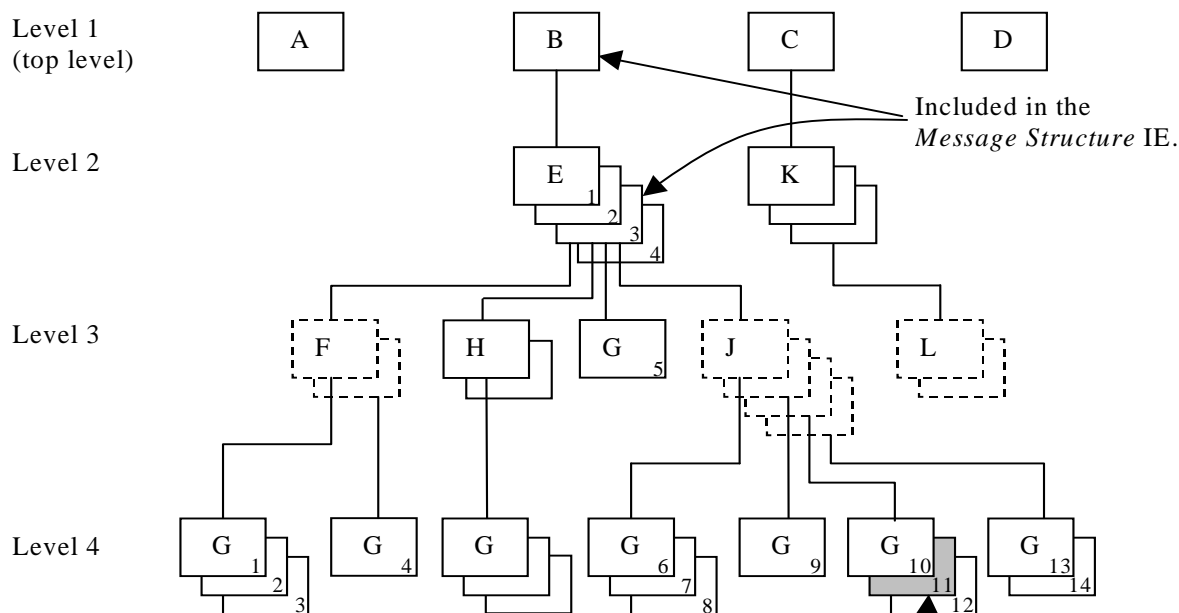 Level 1
(top level)
A
B
C
D
Included in the
Message Structure IE.
Level 2
E
1
2
3
4
K
Level 3
F
H
G
5
J
L
Level 4
G
1
2
3
G
4
G
G
6
7
8
G
9
G
10
11
12
G
13
14